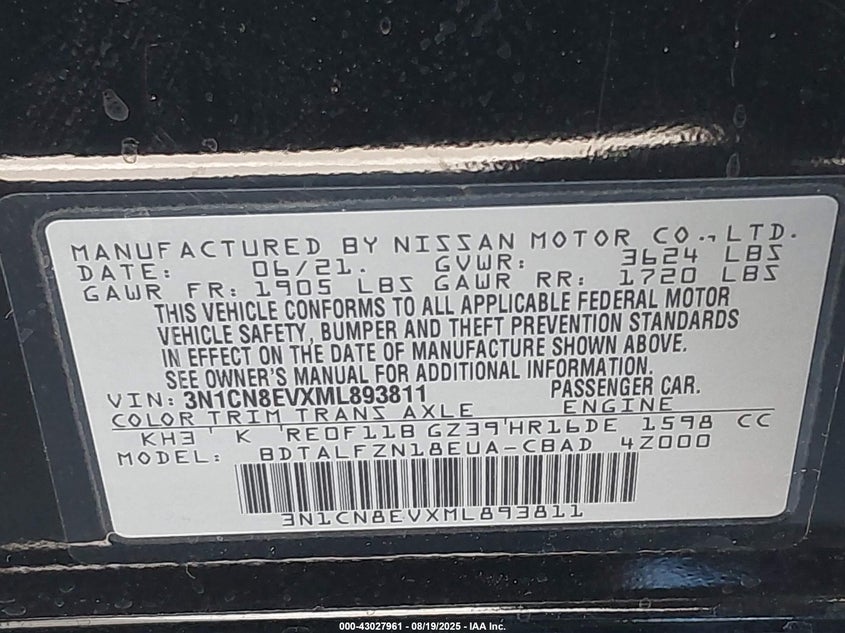 MANUFACTURED BY NISSAN MOTOR CO., LTD.
DATE: 06/21. GVWR: 3624 LBS
GAWR FR: 1905 LBS GAWR RR: 1720 LBS
THIS VEHICLE CONFORMS TO ALL APPLICABLE FEDERAL MOTOR
VEHICLE SAFETY, BUMPER AND THEFT PREVENTION STANDARDS
IN EFFECT ON THE DATE OF MANUFACTURE SHOWN ABOVE.
SEE OWNER'S MANUAL FOR ADDITIONAL INFORMATION.
VIN: 3N1CN8EVXML893811 PASSENGER CAR.
COLOR TRIM TRANS AXLE ENGINE
KH3 ' K 'RE0F11B GZ39'HR16DE 1598 CC
MODEL: BDTALFZN18EUA-CBAD 4Z000
3N1CN8EVXML893811
000-43027961 - 08/19/2025 - IAA Inc.